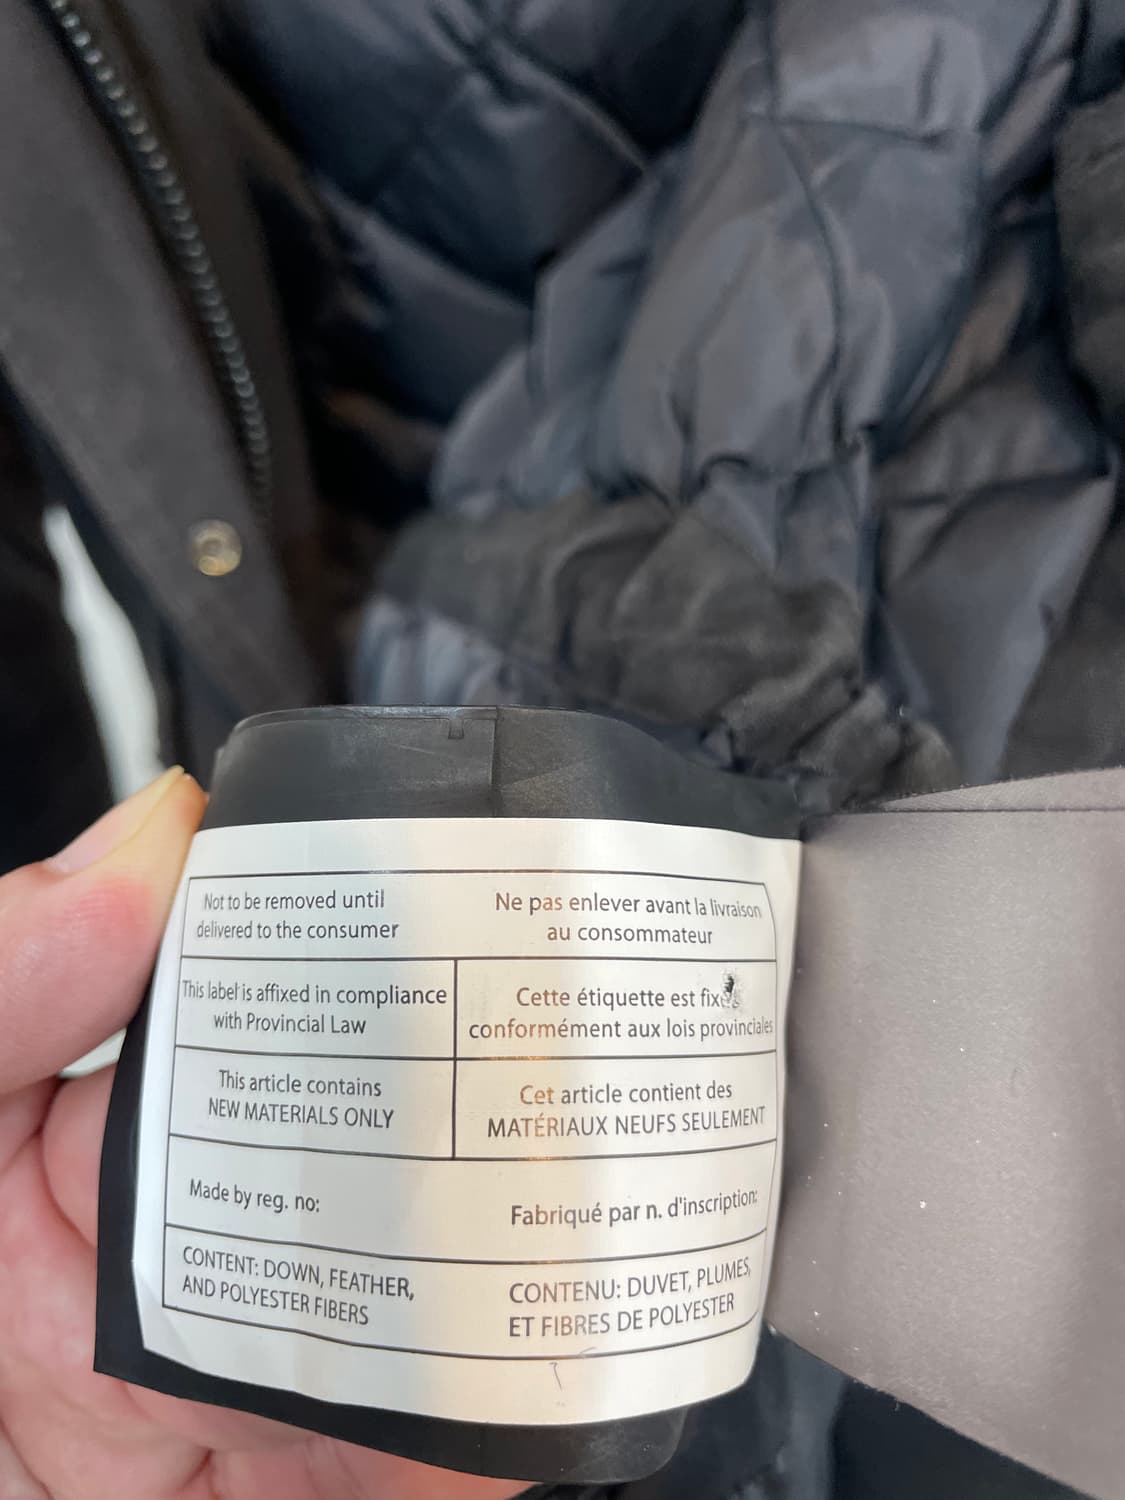 Not to be removed until
delivered to the consumer
Ne pas enlever avant la livraison
au consommateur
This label is affixed in compliance
with Provincial Law
Cette étiquette est
conformément aux lois provinciales
This article contains
NEW MATERIALS ONLY
Cet article contient des
MATÉRIAUX NEUFS SEULEMENT
Made by reg. no:
Fabriqué par n. d'inscription:
CONTENT: DOWN, FEATHER,
AND POLYESTER FIBERS
CONTENU: DUVET, PLUMES,
ET FIBRES DE POLYESTER